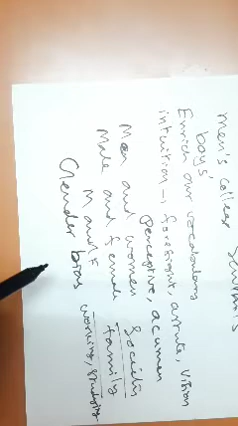 men's college
boys'
Enrich our vocabulary
intuition → foresight, astute, vision
Perceptive, acumen
Men and women Society
Male and female family
M and F
Gender bias working, studying